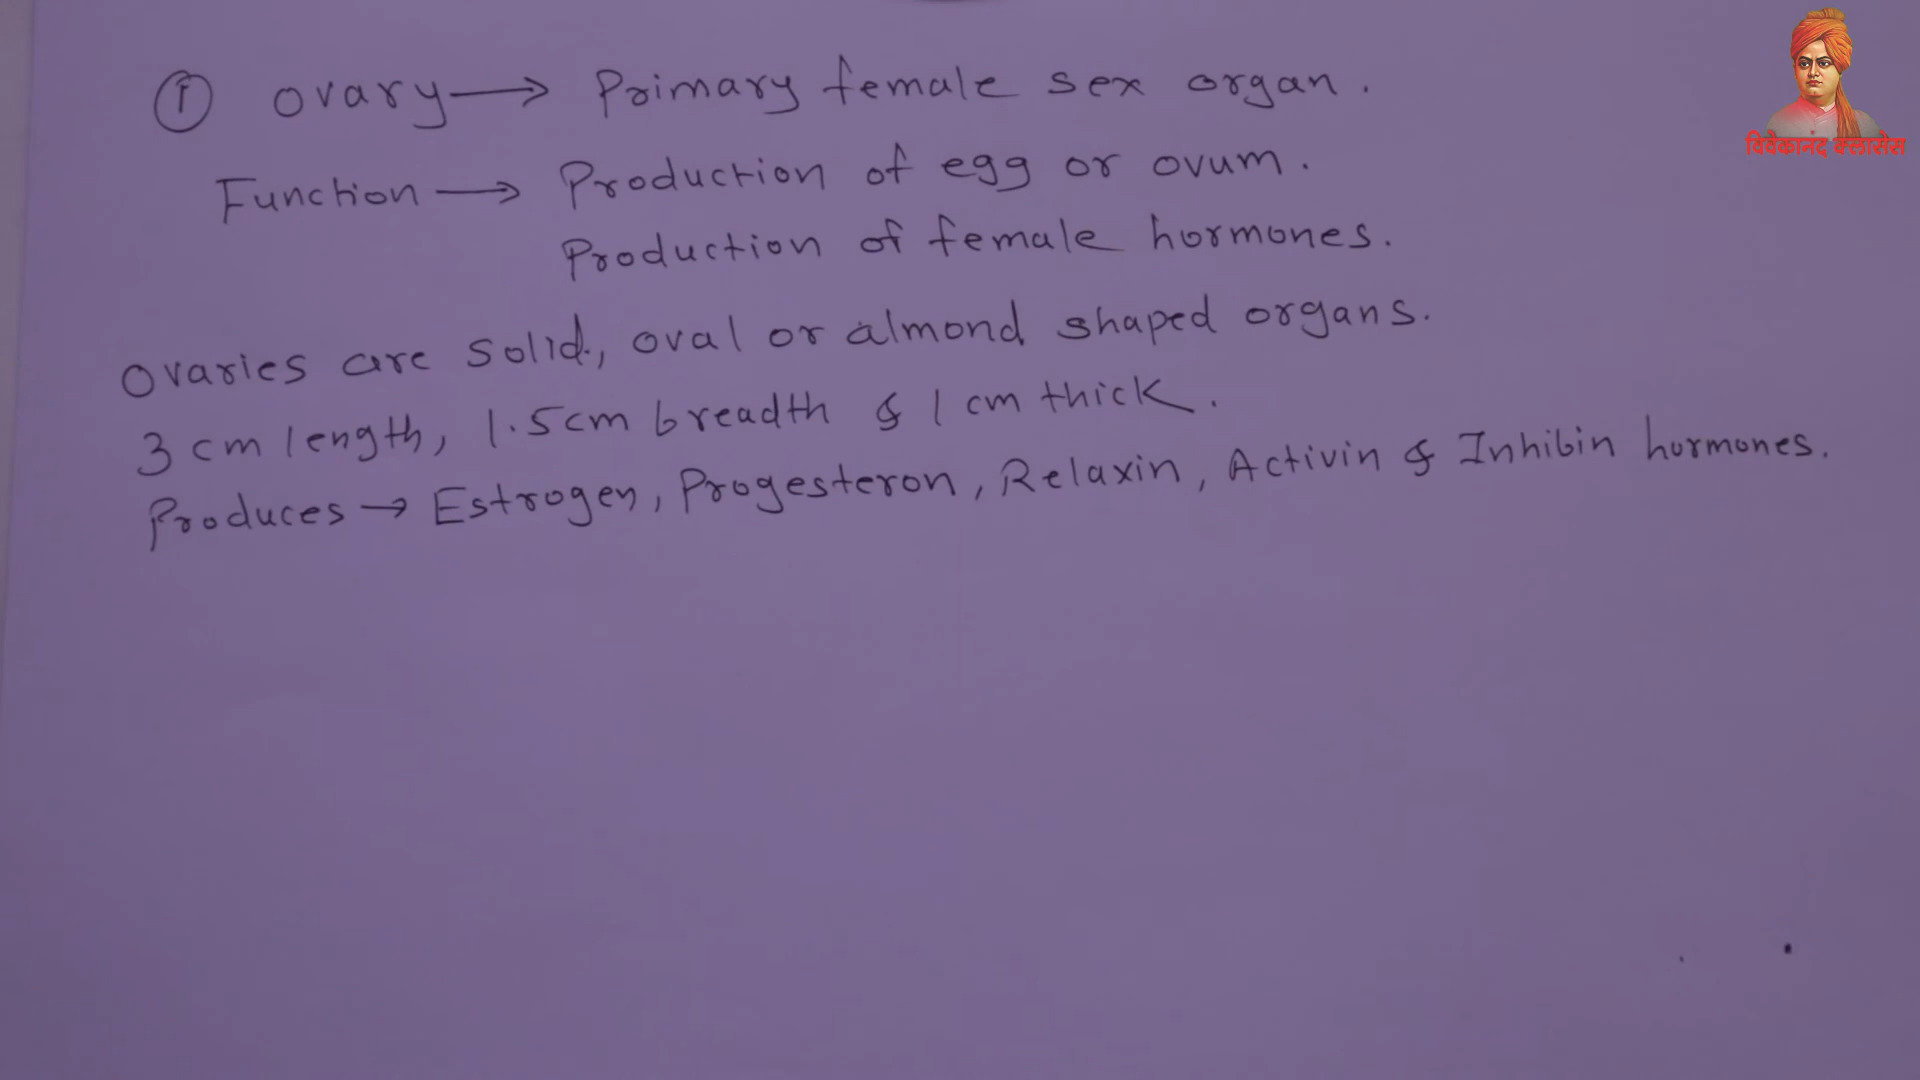 ① Ovary → Primary female sex organ.
विवेकानंद क्लासेस
Function → Production of egg or ovum.
Production of female hormones.
Ovaries are solid, oval or almond shaped organs.
3 cm length, 1.5cm breadth & 1 cm thick.
Produces → Estrogen, Progesteron, Relaxin, Activin & Inhibin hormones.